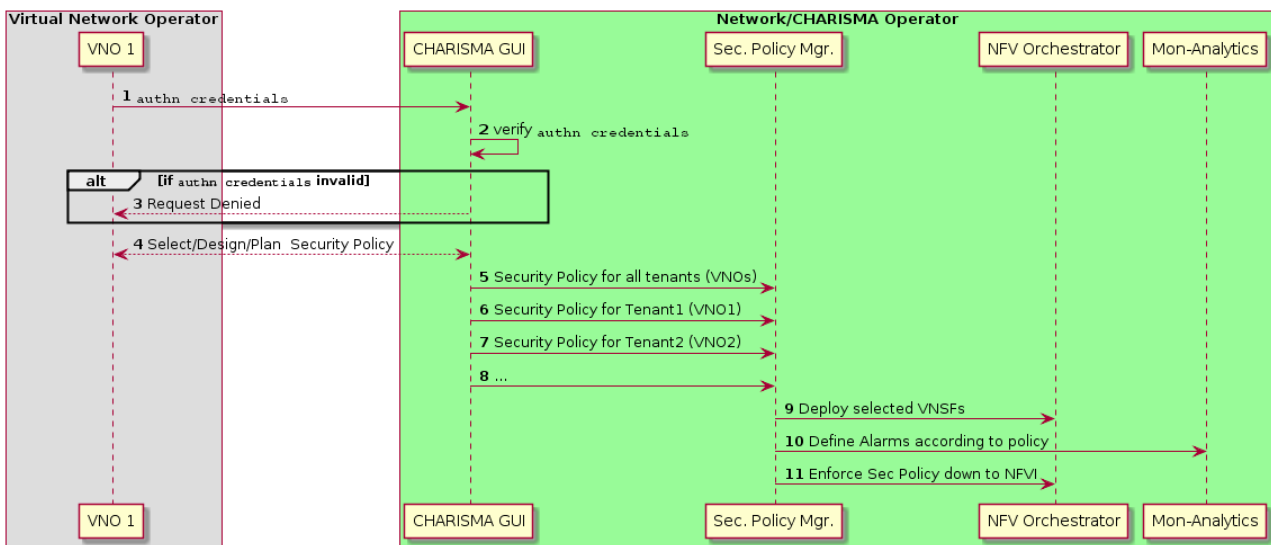 Virtual Network Operator
Network/CHARISMA Operator
VNO 1
CHARISMA GUI
Sec. Policy Mgr.
NFV Orchestrator
Mon-Analytics
1 authn credentials
2 verify authn credentials
alt [if authn credentials invalid]
3 Request Denied
4 Select/Design/Plan Security Policy
5 Security Policy for all tenants (VNOs)
6 Security Policy for Tenant1 (VNO1)
7 Security Policy for Tenant2 (VNO2)
8 ...
9 Deploy selected VNSFs
10 Define Alarms according to policy
11 Enforce Sec Policy down to NFVI
VNO 1
CHARISMA GUI
Sec. Policy Mgr.
NFV Orchestrator
Mon-Analytics